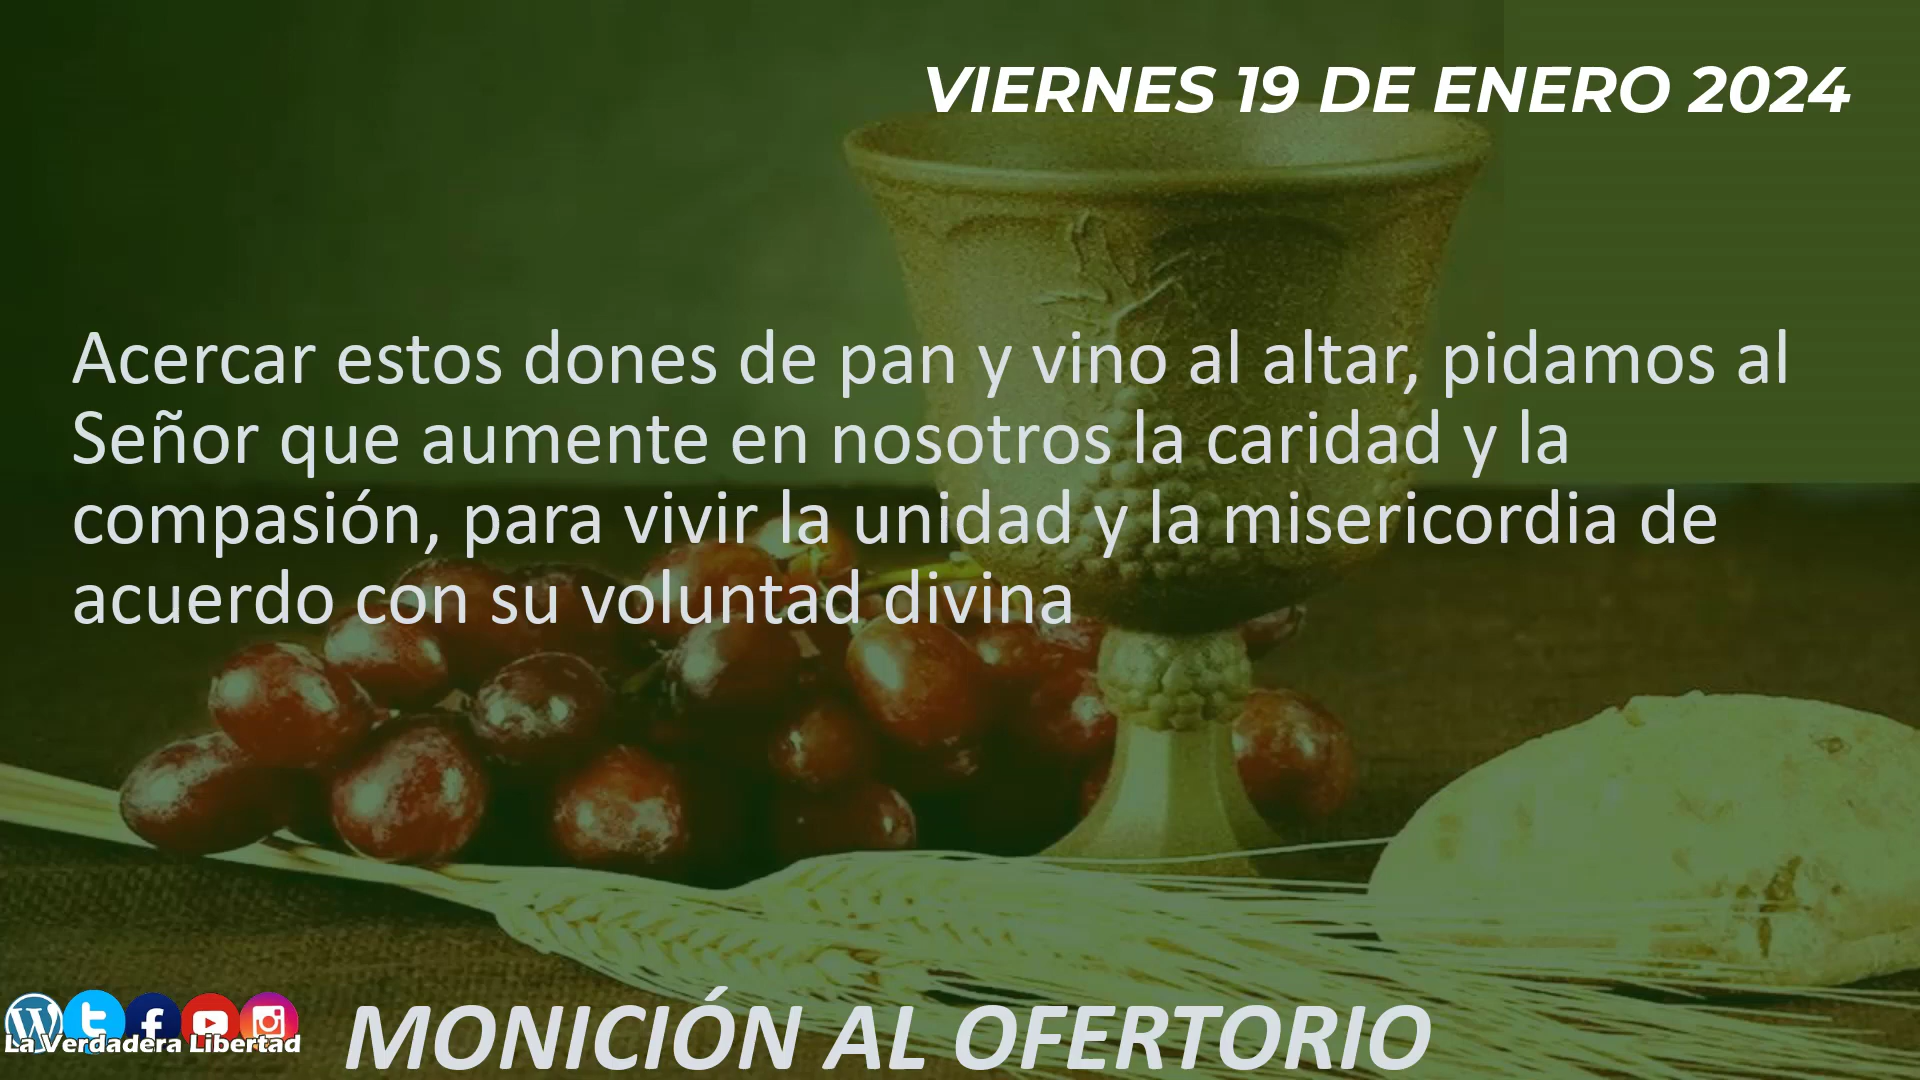 VIERNES 19 DE ENERO 2024
Acercar estos dones de pan y vino al altar, pidamos al
Señor que aumente en nosotros la caridad y la
compasión, para vivir la unidad y la misericordia de
acuerdo con su voluntad divina
La Verdadera Libertad
MONICIÓN AL OFERTORIO